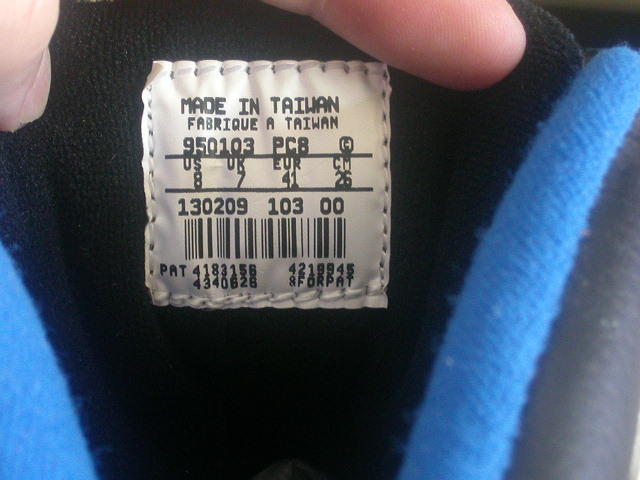 MADE IN TAIWAN
FABRIQUE A TAIWAN
950103 PC8 G
US UK EUR CM
8 7 41 26
130209 103 00
PAT 4183156 4219945
4340626 &FORPAT